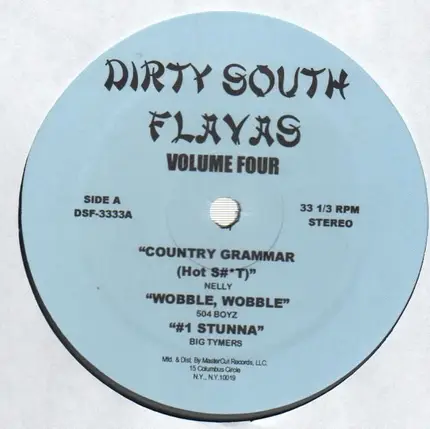 DIRTY SOUTH
FLAVAS
VOLUME FOUR
SIDE A
DSF-3333A
33 1/3 RPM
STEREO
"COUNTRY GRAMMAR
(Hot S#*T)"
NELLY
"WOBBLE, WOBBLE"
504 BOYZ
"#1 STUNNA"
BIG TYMERS
Mfd. & Dist. By MasterCut Records, LLC.
15 Columbus Circle
N.Y., N.Y. 10019